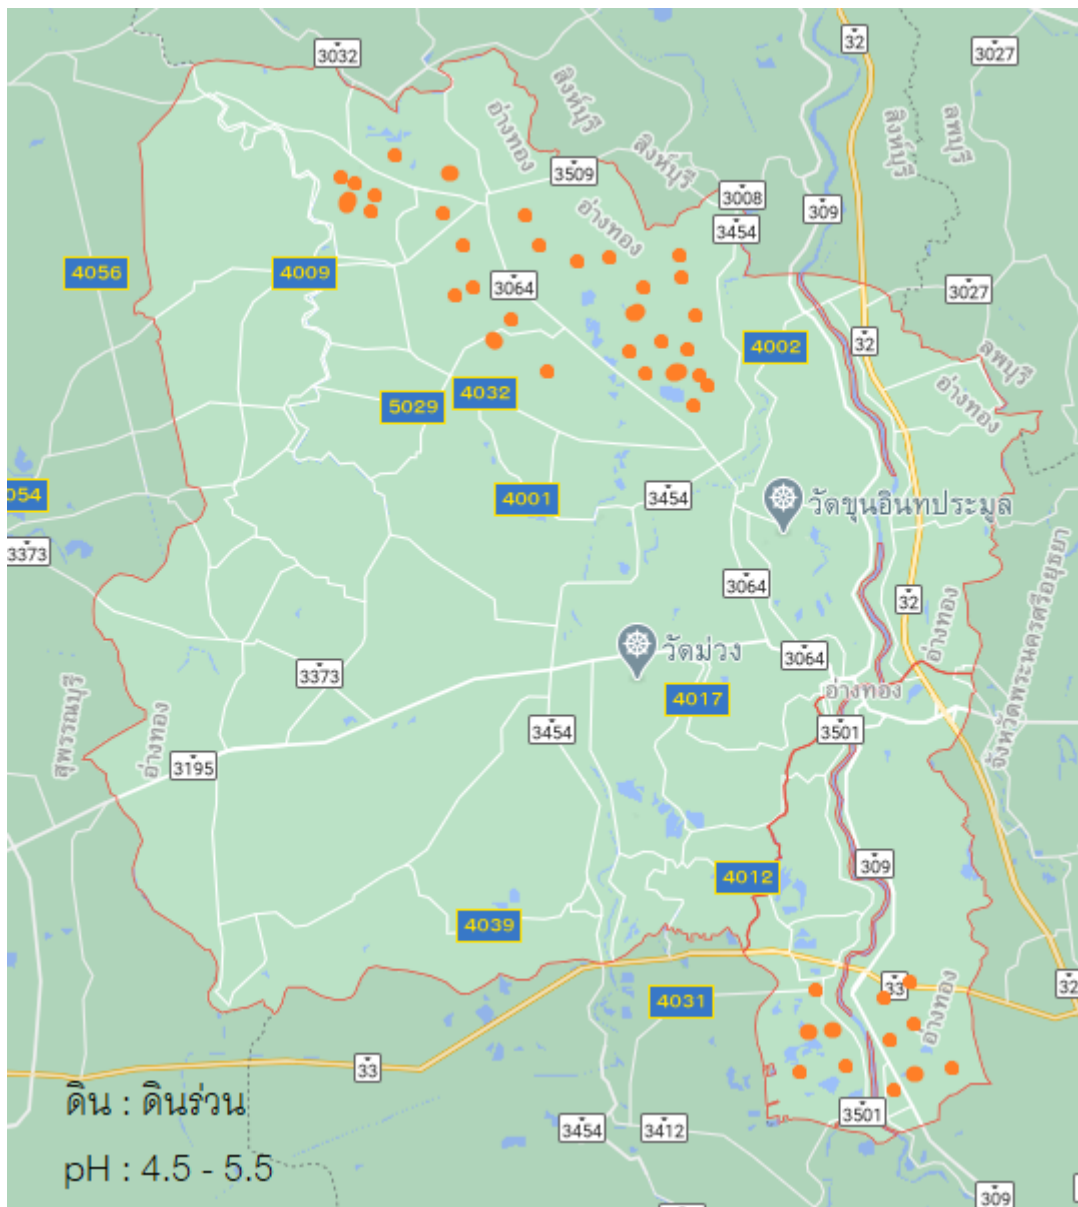 3032
32
3027
สิงห์บุรี
อ่างทอง
สิงห์บุรี
สิงห์บุรี
ลพบุรี
3509
3008
309
อ่างทอง
3454
4056
4009
3064
3027
4002
32
ลพบุรี
อ่างทอง
4032
5029
054
4001
3454
วัดขุนอินทประมูล
3373
3064
32
อ่างทอง
จังหวัดพระนครศรีอยุธยา
วัดม่วง
3064
3373
4017
อ่างทอง
สุพรรณบุรี
อ่างทอง
3454
3501
3195
309
4012
4039
33
32
4031
อ่างทอง
33
ดิน : ดินร่วน
3501
3454
3412
pH : 4.5 - 5.5
309